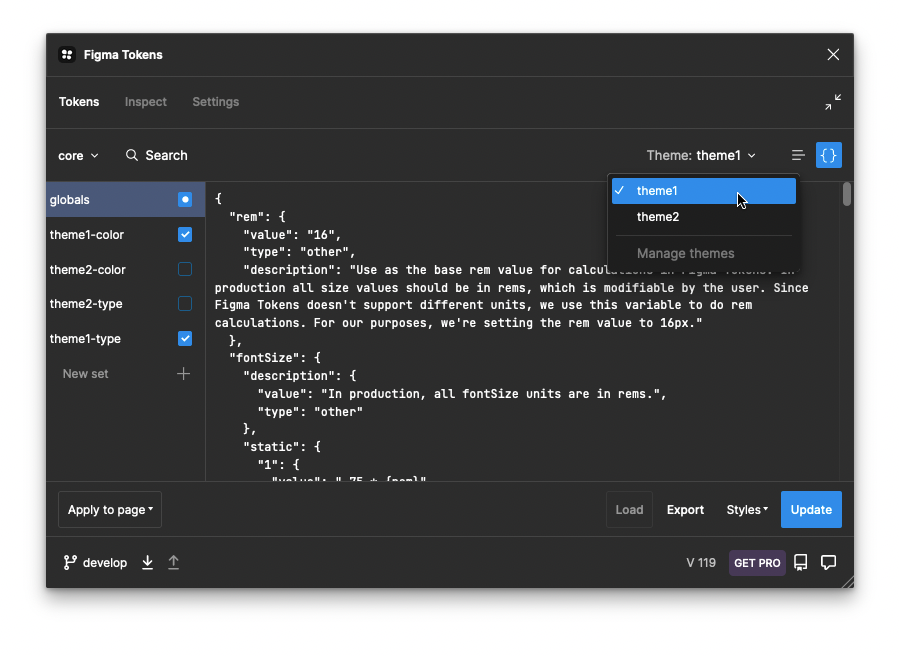 Figma Tokens
Tokens Inspect Settings
core Search Theme: theme1
theme1
theme2
Manage themes
globals
theme1-color
theme2-color
theme2-type
theme1-type
New set
{
"rem": {
"value": "16",
"type": "other",
"description": "Use as the base rem value for calculations in Figma Tokens. In
production all size values should be in rems, which is modifiable by the user. Since
Figma Tokens doesn't support different units, we use this variable to do rem
calculations. For our purposes, we're setting the rem value to 16px."
},
"fontSize": {
"description": {
"value": "In production, all fontSize units are in rems.",
"type": "other"
},
"static": {
"1": {
"value": ".75 * {rem}"
Apply to page Load Export Styles Update
develop V 119 GET PRO